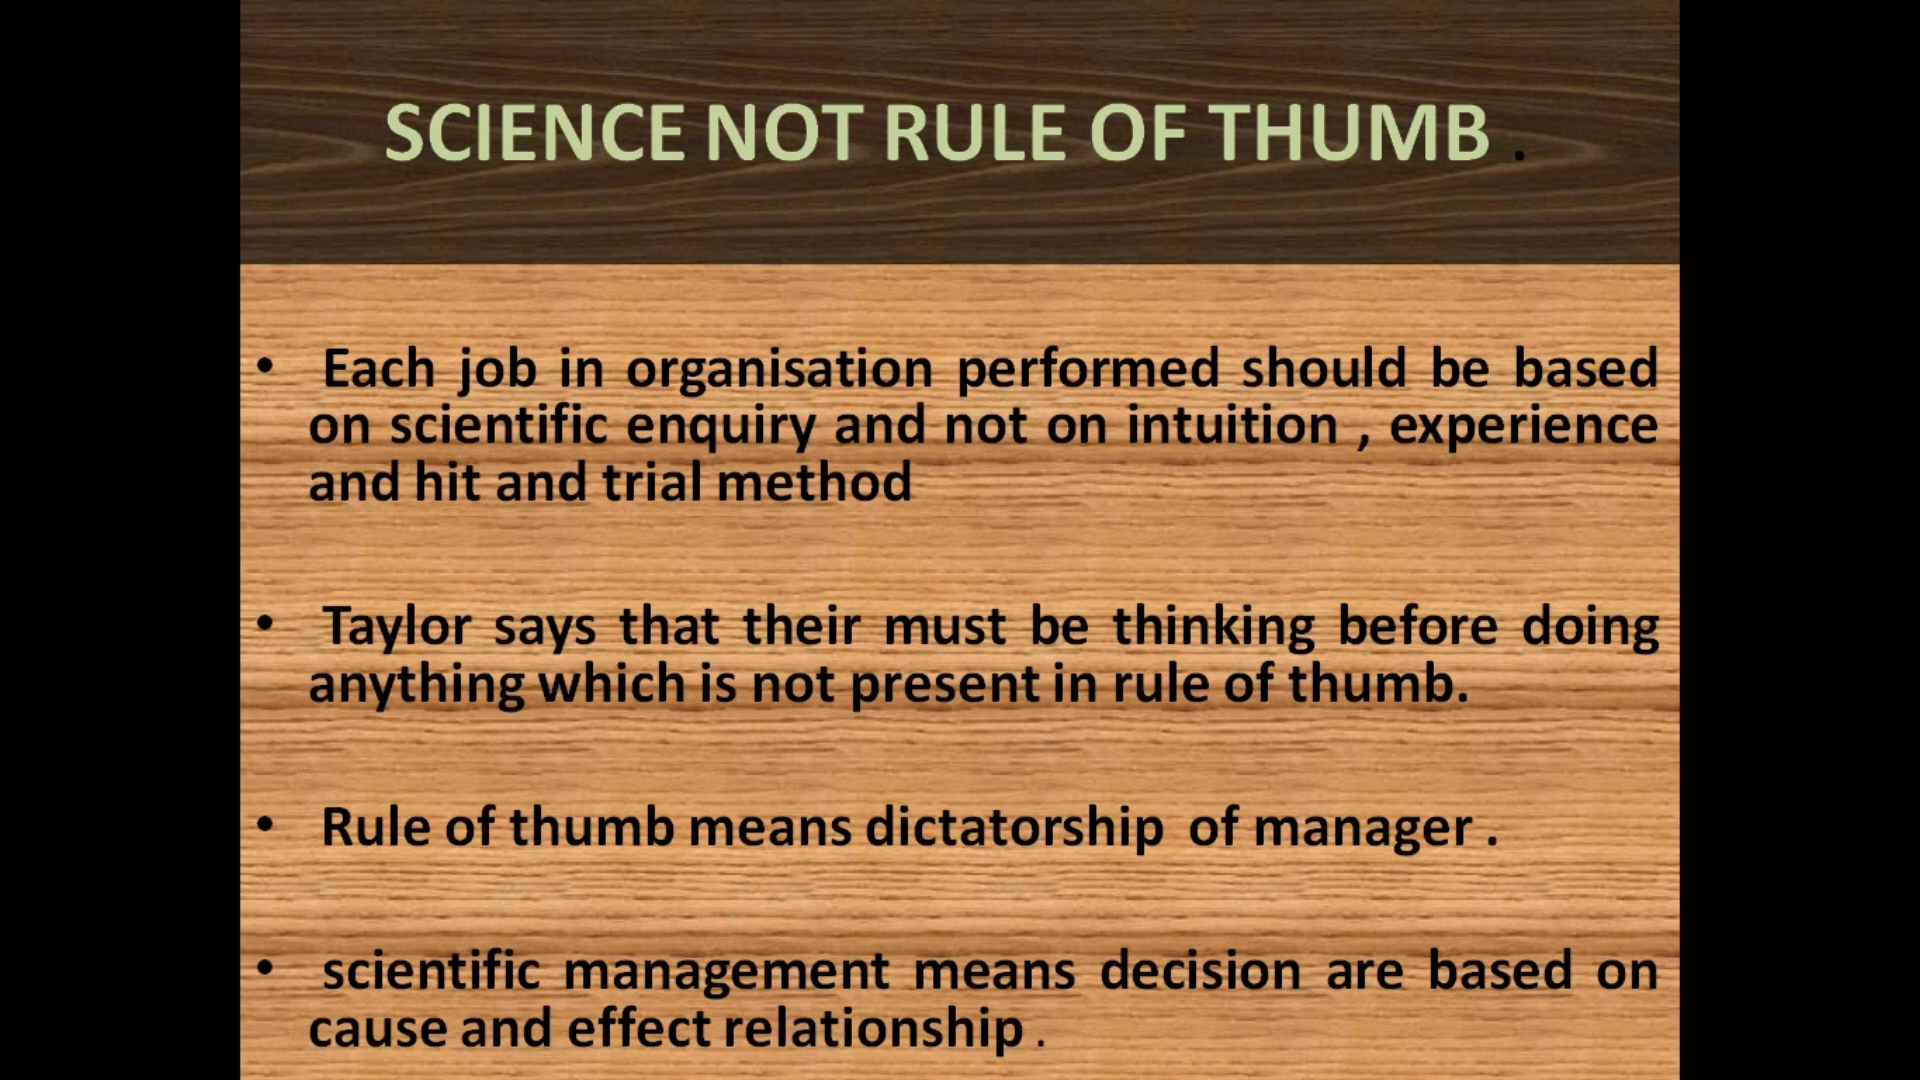 SCIENCE NOT RULE OF THUMB .
• Each job in organisation performed should be based
on scientific enquiry and not on intuition , experience
and hit and trial method
• Taylor says that their must be thinking before doing
anything which is not present in rule of thumb.
• Rule of thumb means dictatorship of manager .
• scientific management means decision are based on
cause and effect relationship .